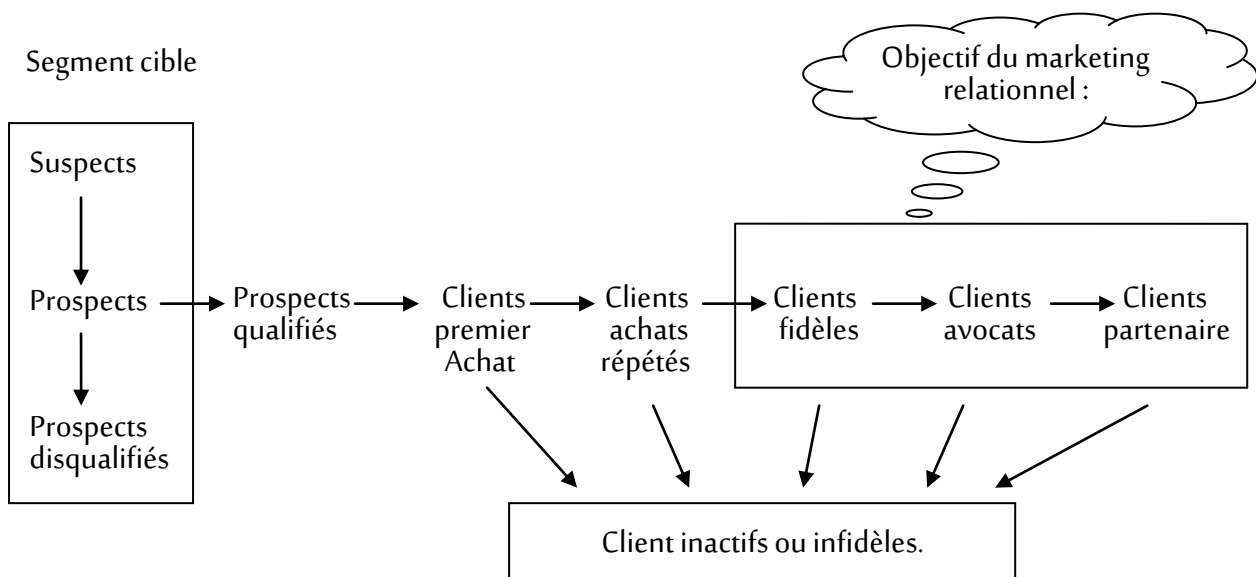 Segment cible
Objectif du marketing
relationnel :
Suspects
Prospects
Prospects
disqualifiés
Prospects
qualifiés
Clients
premier
Achat
Clients
achats
répétés
Clients
fidèles
Clients
avocats
Clients
partenaire
Client inactifs ou infidèles.